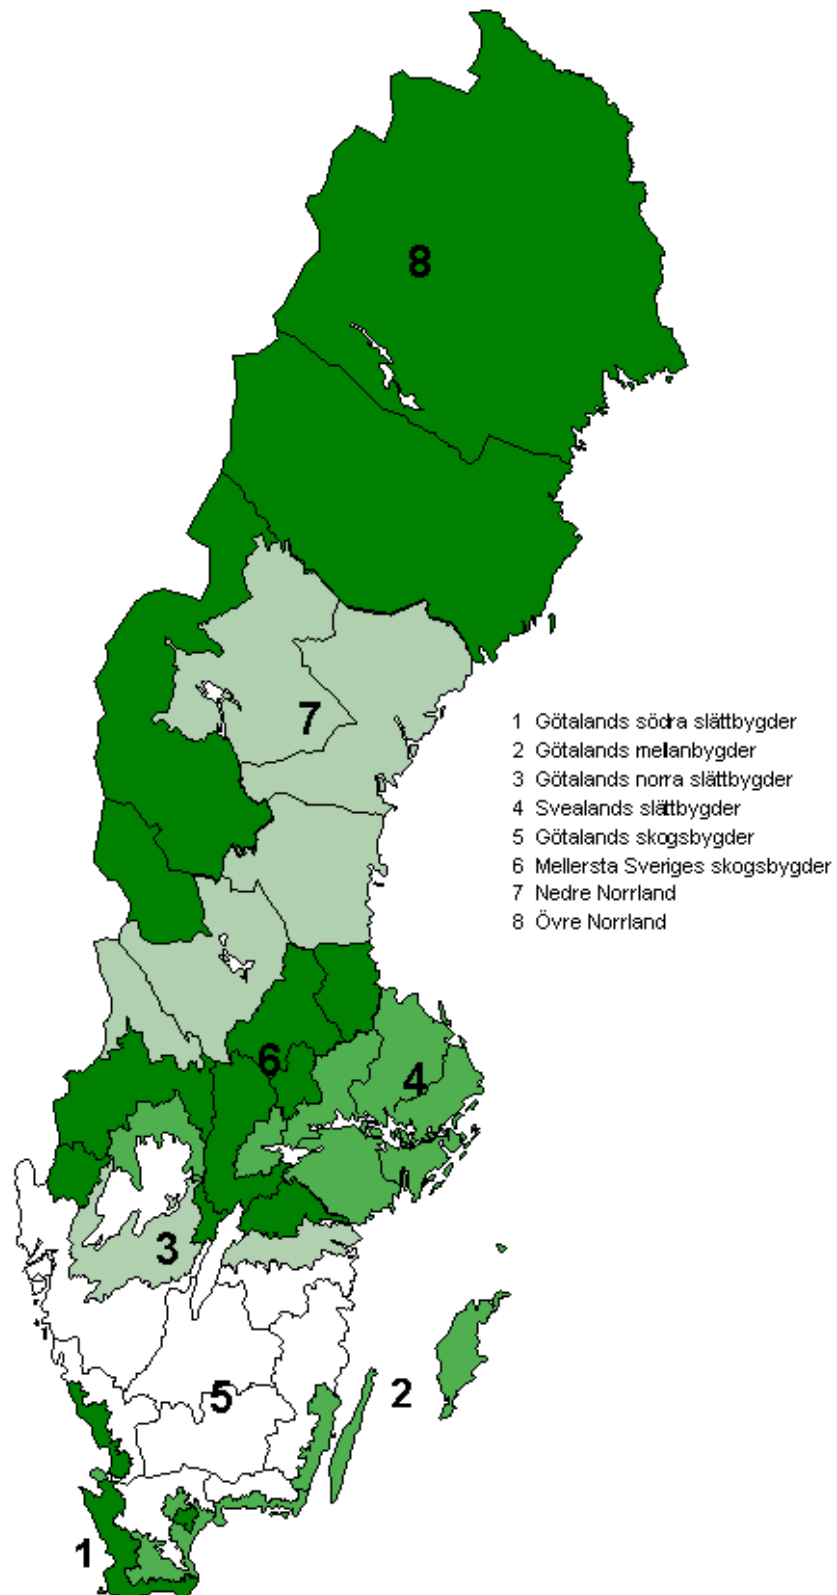 8
7
1 Götalands södra slättbygder
2 Götalands mellanbygder
3 Götalands norra slättbygder
4 Svealands slättbygder
5 Götalands skogsbygder
6 Mellersta Sveriges skogsbygder
7 Nedre Norrland
8 Övre Norrland
6
4
3
5
2
1